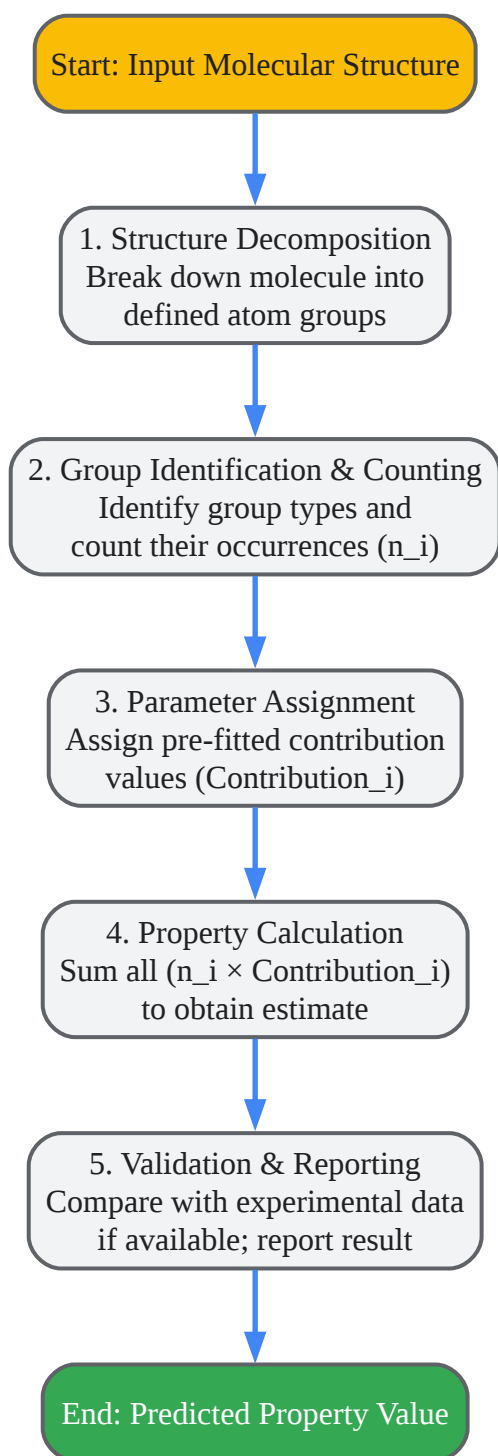 Start: Input Molecular Structure
1. Structure Decomposition
Break down molecule into
defined atom groups
2. Group Identification & Counting
Identify group types and
count their occurrences (n_i)
3. Parameter Assignment
Assign pre-fitted contribution
values (Contribution_i)
4. Property Calculation
Sum all (n_i × Contribution_i)
to obtain estimate
5. Validation & Reporting
Compare with experimental data
if available; report result
End: Predicted Property Value